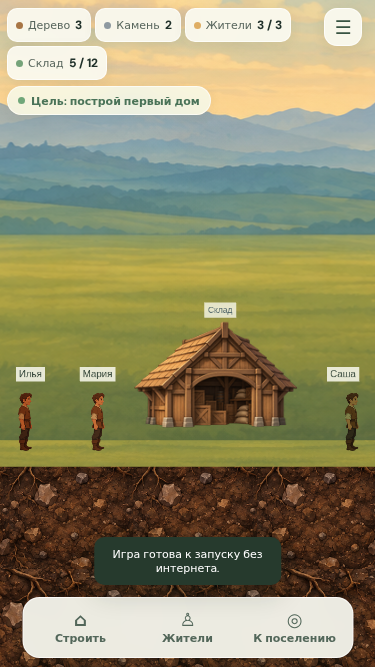 Дерево 3
Камень 2
Жители 3 / 3
☰
Склад 5 / 12
Цель: построй первый дом
Склад
Илья
Мария
Саша
Игра готова к запуску без
интернета.
Строить
Жители
К поселению